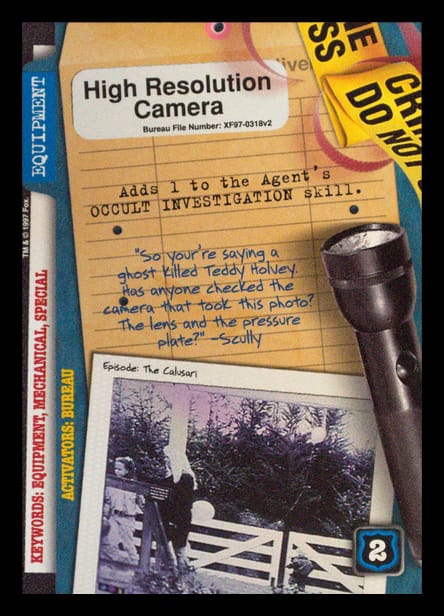 High Resolution
Camera
Bureau File Number: XF97-0318v2
EQUIPMENT
TM & © 1997 Fox.
KEYWORDS: EQUIPMENT, MECHANICAL, SPECIAL
ACTIVATORS: BUREAU
Adds 1 to the Agent's
OCCULT INVESTIGATION skill.
"So your're saying a
ghost killed Teddy Holvey.
Has anyone checked the
camera that took this photo?
The lens and the pressure
plate?" -Scully
Episode: The Calusari
2
DO NOT